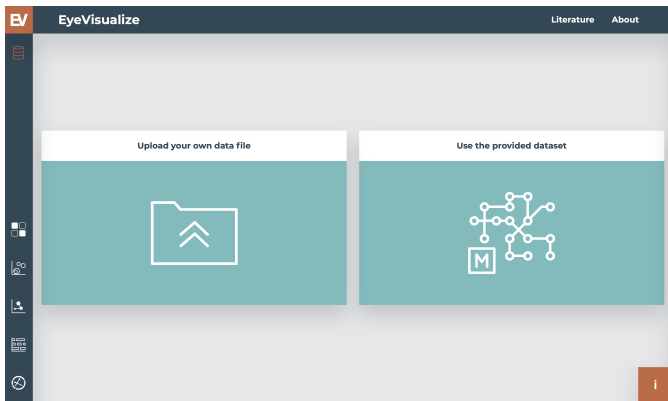 EV
EyeVisualize
Literature
About
Upload your own data file
Use the provided dataset
M
i